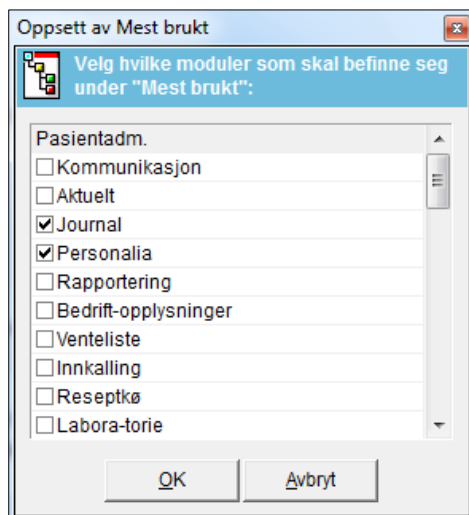 Oppsett av Mest brukt
Velg hvilke moduler som skal befinne seg
under "Mest brukt":
Pasientadm.
Kommunikasjon
Aktuelt
Journal
Personalia
Rapportering
Bedrift-opplysninger
Venteliste
Innkalling
Reseptkø
Labora-torie
OK
Avbryt